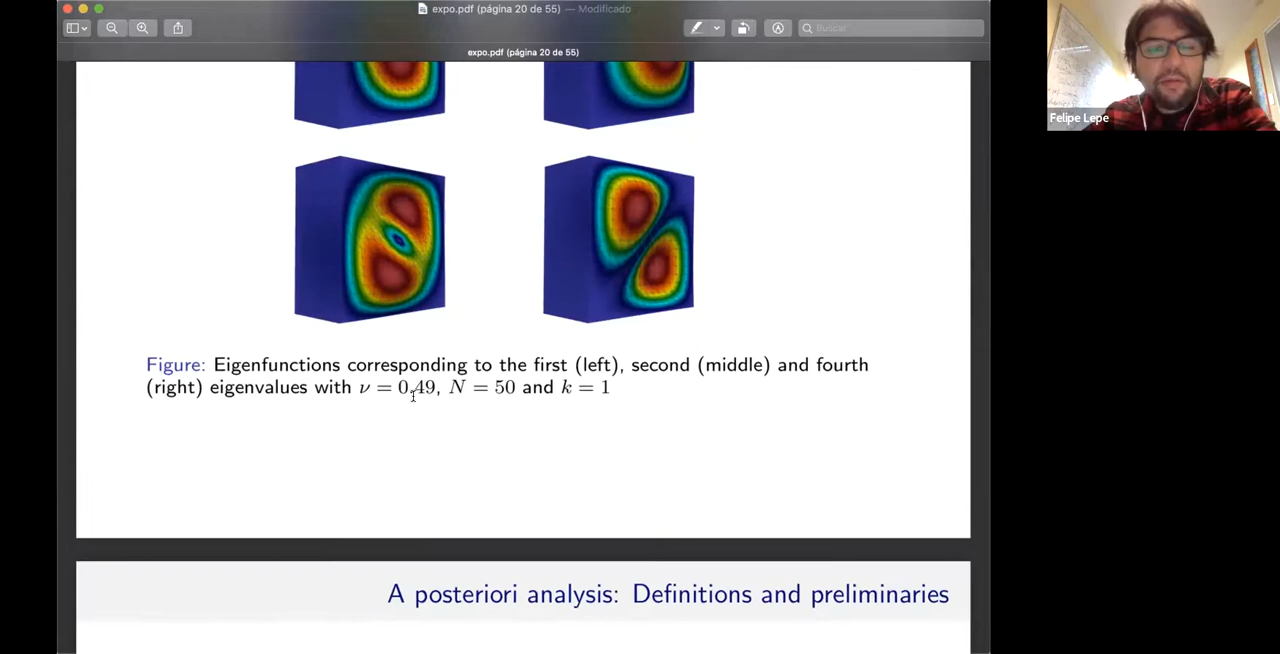 expo.pdf (página 20 de 55) — Modificado
Buscar
expo.pdf (página 20 de 55)
Felipe Lepe
Figure: Eigenfunctions corresponding to the first (left), second (middle) and fourth
(right) eigenvalues with ν = 0.49, N = 50 and k = 1
A posteriori analysis: Definitions and preliminaries